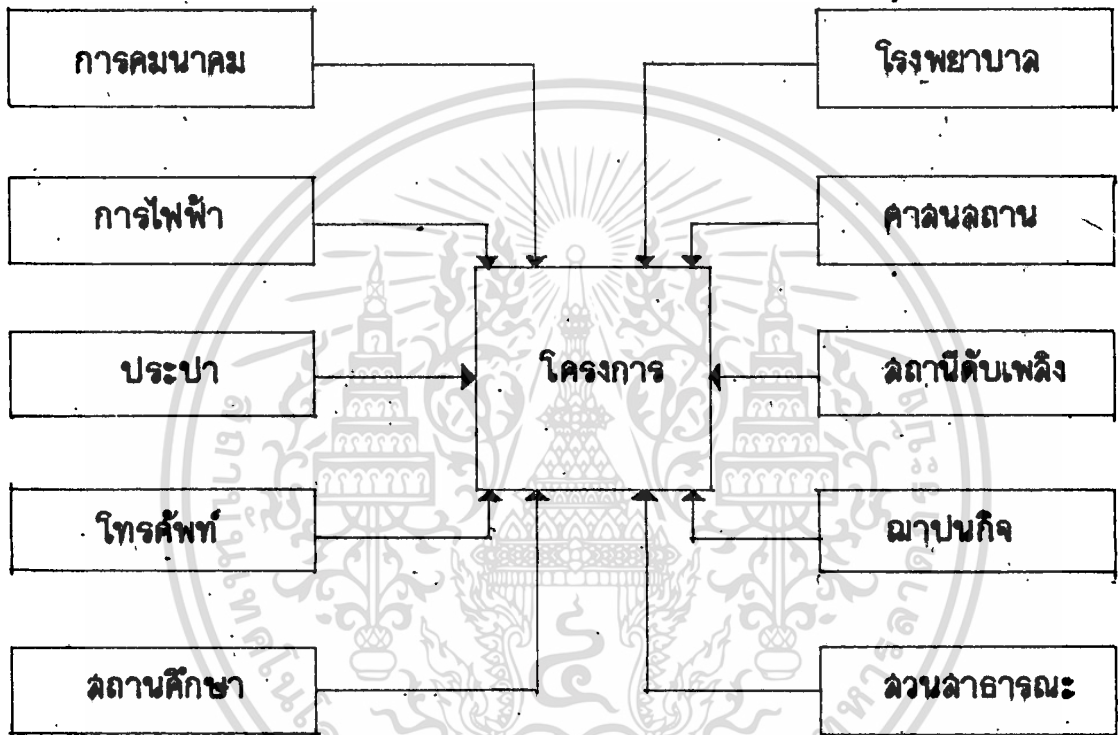 การคมนาคม
โรงพยาบาล
การไฟฟ้า
ศาสนสถาน
ประปา
โครงการ
สถานีดับเพลิง
โทรศัพท์
ฌาปนกิจ
สถานศึกษา
สวนสาธารณะ